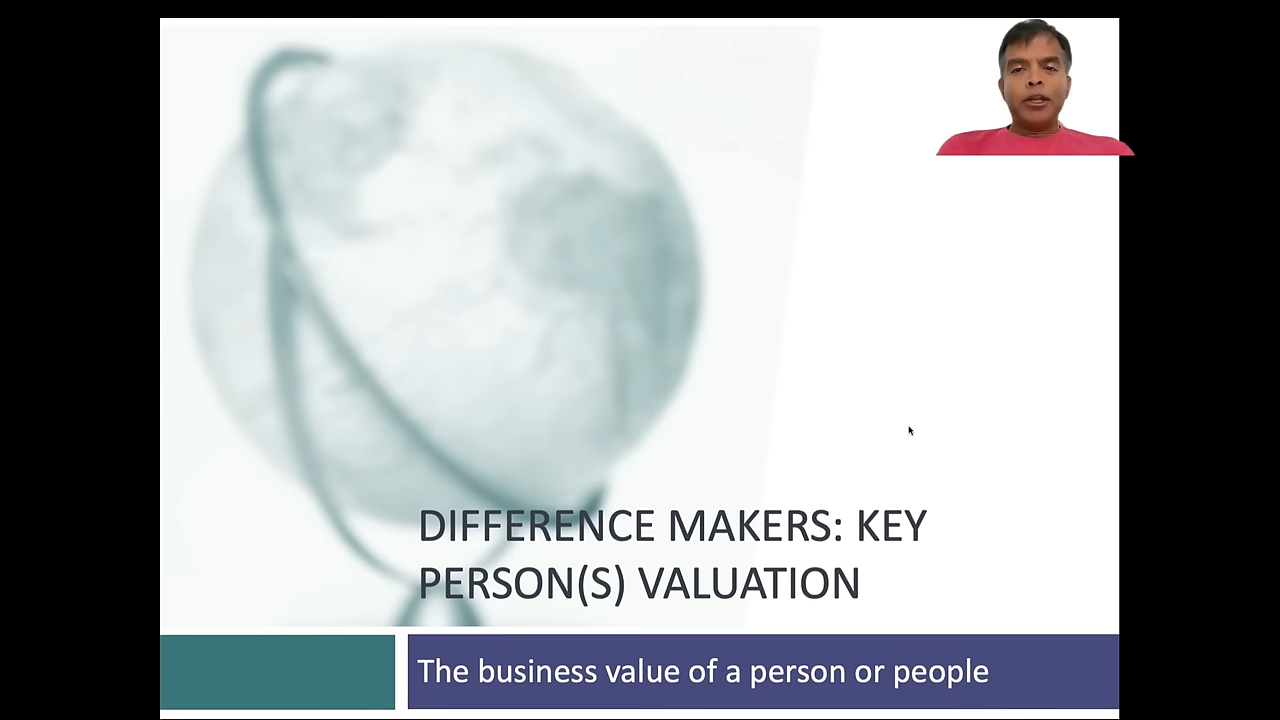 DIFFERENCE MAKERS: KEY
PERSON(S) VALUATION
The business value of a person or people